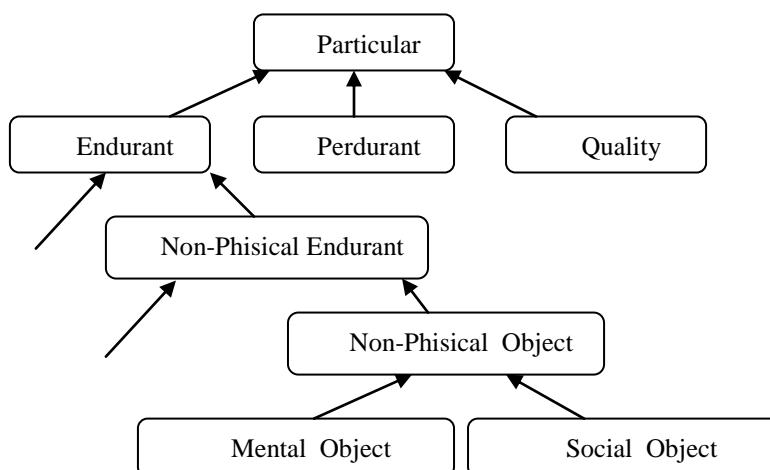 Particular
Endurant
Perdurant
Quality
Non-Phisical Endurant
Non-Phisical Object
Mental Object
Social Object